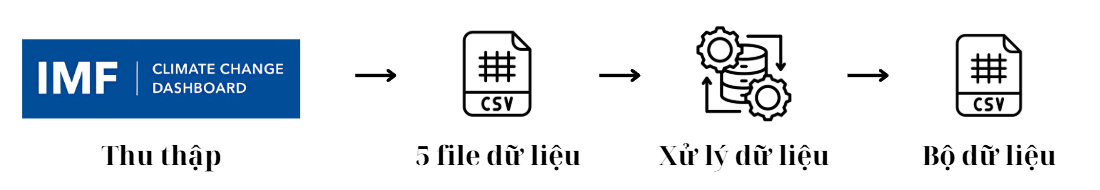 IMF | CLIMATE CHANGE
DASHBOARD
CSV
CSV
Thu thập
5 file dữ liệu
Xử lý dữ liệu
Bộ dữ liệu